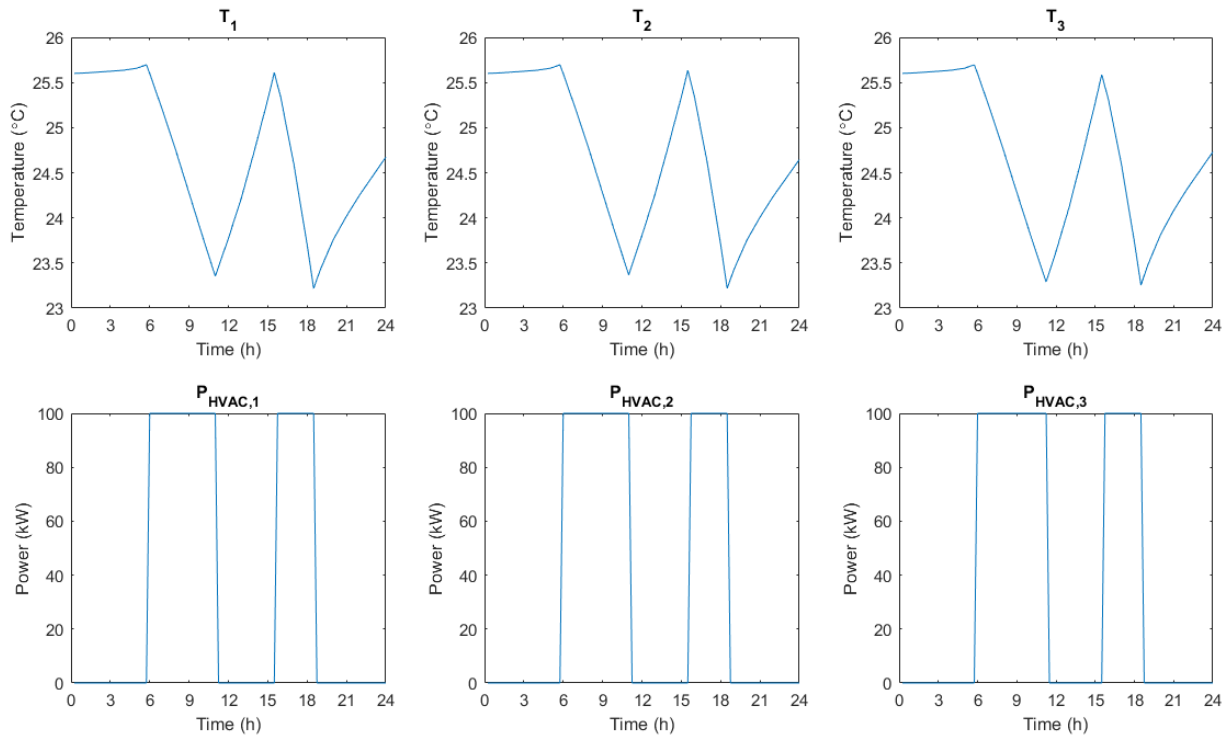 T1 T2 T3
26 26 26
25.5 25.5 25.5
25 25 25
24.5 24.5 24.5
24 24 24
23.5 23.5 23.5
23 23 23
Temperature (°C) Temperature (°C) Temperature (°C)
0 3 6 9 12 15 18 21 24 0 3 6 9 12 15 18 21 24 0 3 6 9 12 15 18 21 24
Time (h) Time (h) Time (h)
PHVAC,1 PHVAC,2 PHVAC,3
100 100 100
80 80 80
60 60 60
40 40 40
20 20 20
0 0 0
Power (kW) Power (kW) Power (kW)
0 3 6 9 12 15 18 21 24 0 3 6 9 12 15 18 21 24 0 3 6 9 12 15 18 21 24
Time (h) Time (h) Time (h)